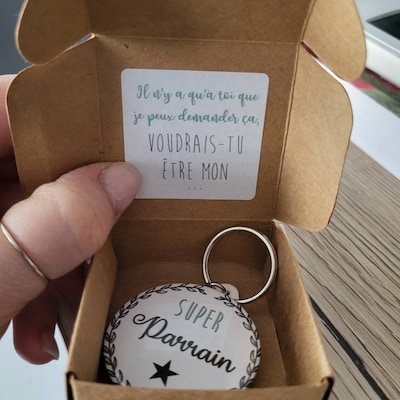 Il n'y a qu'à toi que
je peux demander ça,
VOUDRAIS-TU
ÊTRE MON
...
SUPER
Parrain